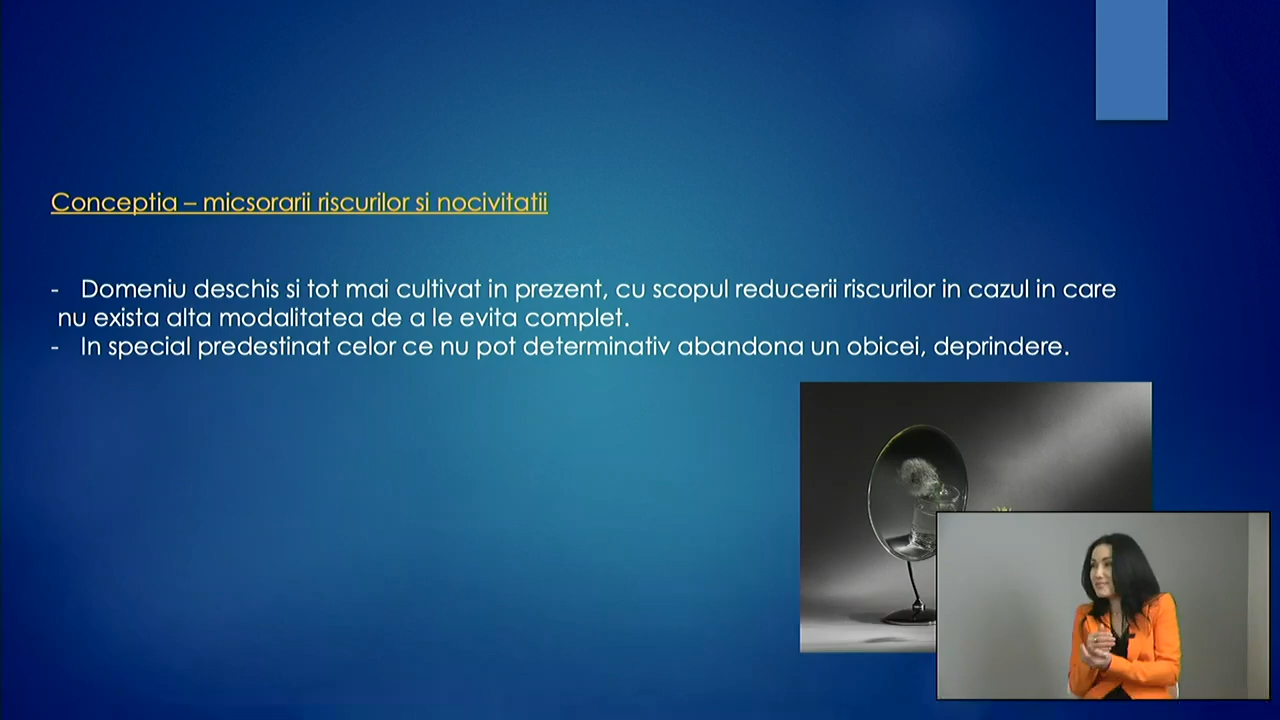 Conceptia – micsorarii riscurilor si nocivitatii
- Domeniu deschis si tot mai cultivat in prezent, cu scopul reducerii riscurilor in cazul in care
nu exista alta modalitatea de a le evita complet.
- In special predestinat celor ce nu pot determinativ abandona un obicei, deprindere.